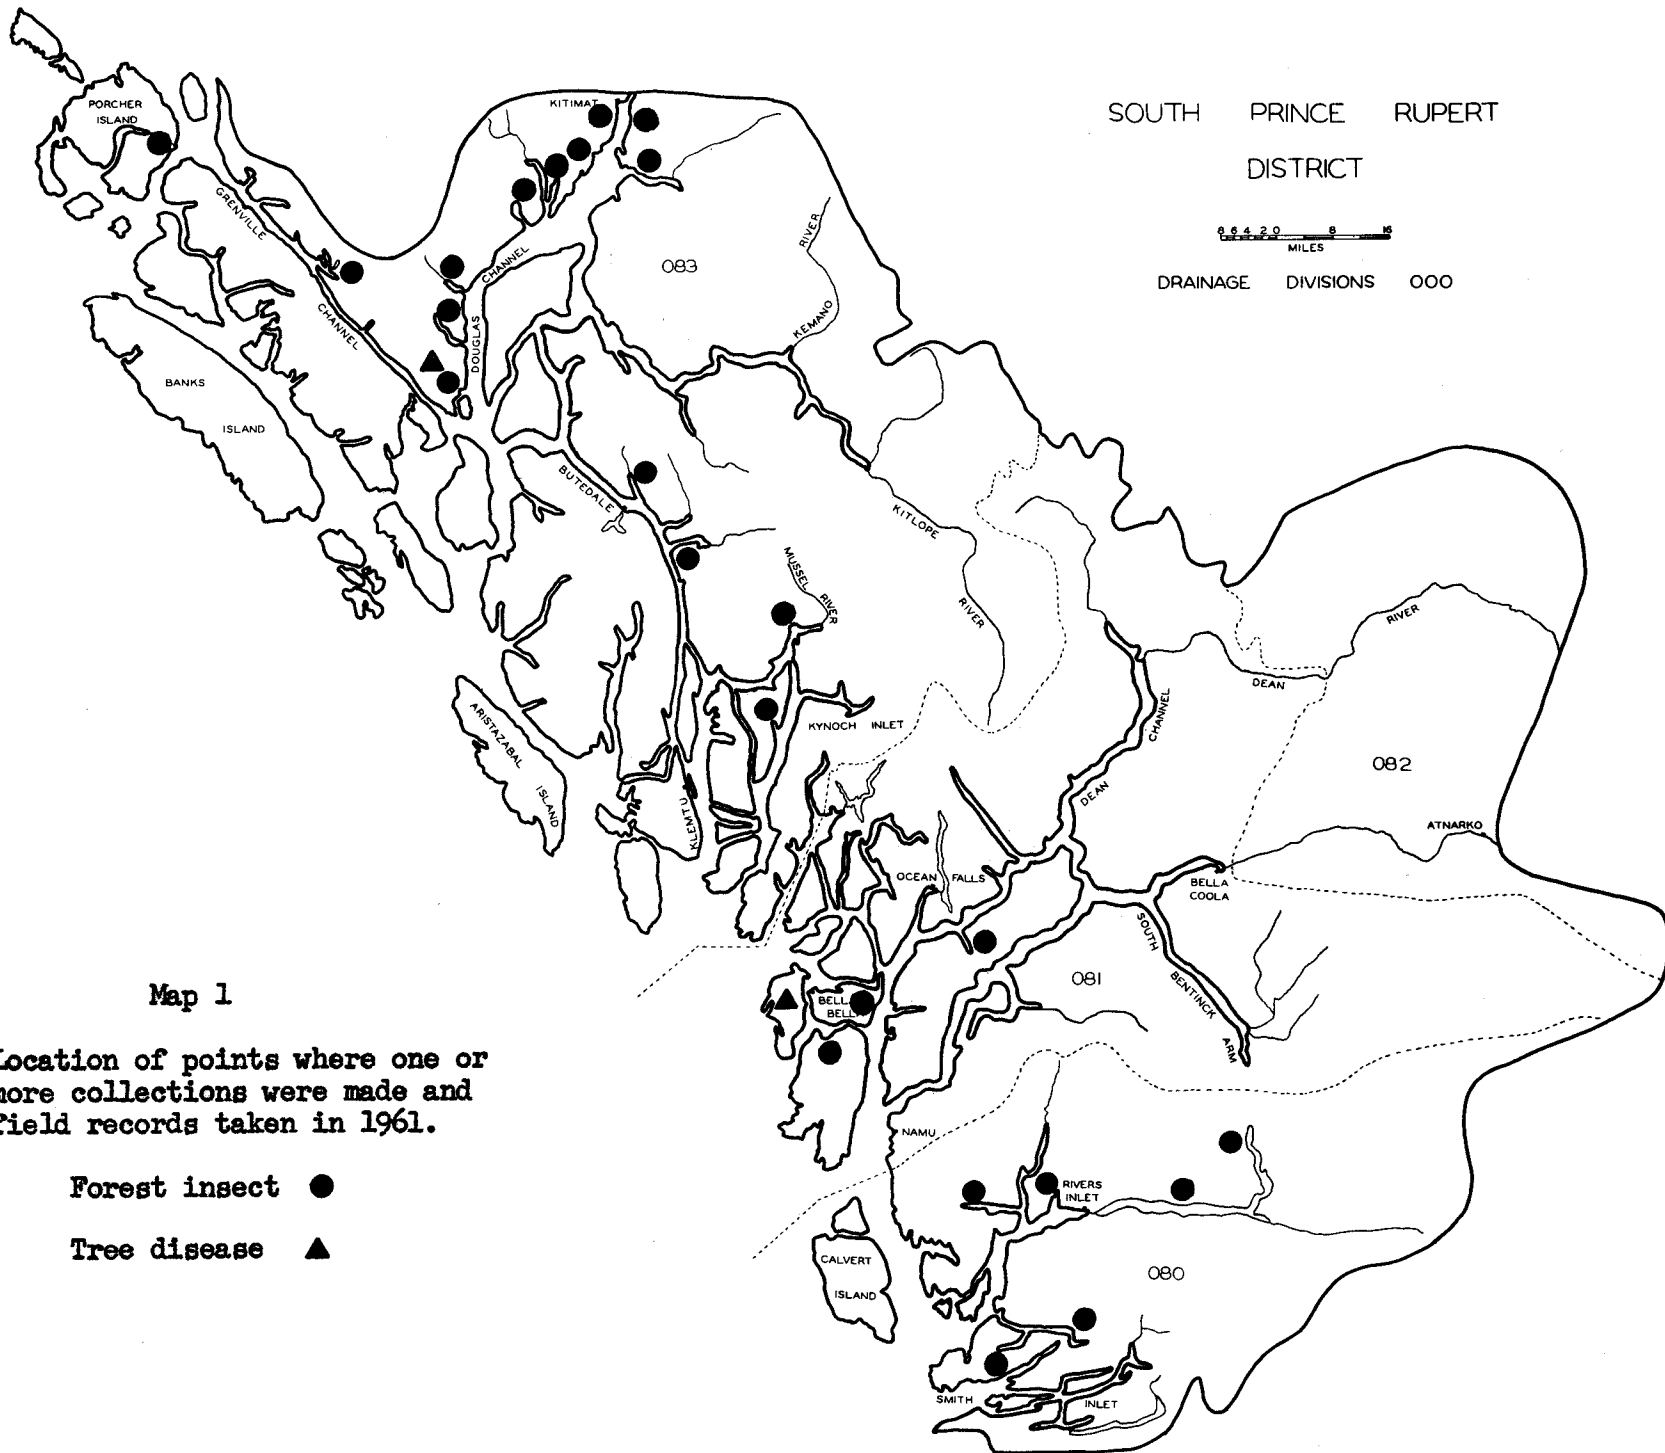 SOUTH PRINCE RUPERT
DISTRICT
8 6 4 2 0 8 16
MILES
DRAINAGE DIVISIONS 000
PORCHER
ISLAND
KITIMAT
GRENVILLE
CHANNEL
DOUGLAS
CHANNEL
083
KEMANO
RIVER
BANKS
ISLAND
BUTEDALE
KITLOPE
RIVER
MUSSEL
RIVER
ARISTAZABAL
ISLAND
KYNOCH INLET
KLEMTU
DEAN
RIVER
DEAN
CHANNEL
082
ATNARKO
OCEAN FALLS
BELLA
COOLA
SOUTH
BENTINCK
ARM
081
BELL
BELL
NAMU
RIVERS
INLET
CALVERT
ISLAND
080
SMITH
INLET
Map 1
Location of points where one or
more collections were made and
field records taken in 1961.
Forest insect
Tree disease